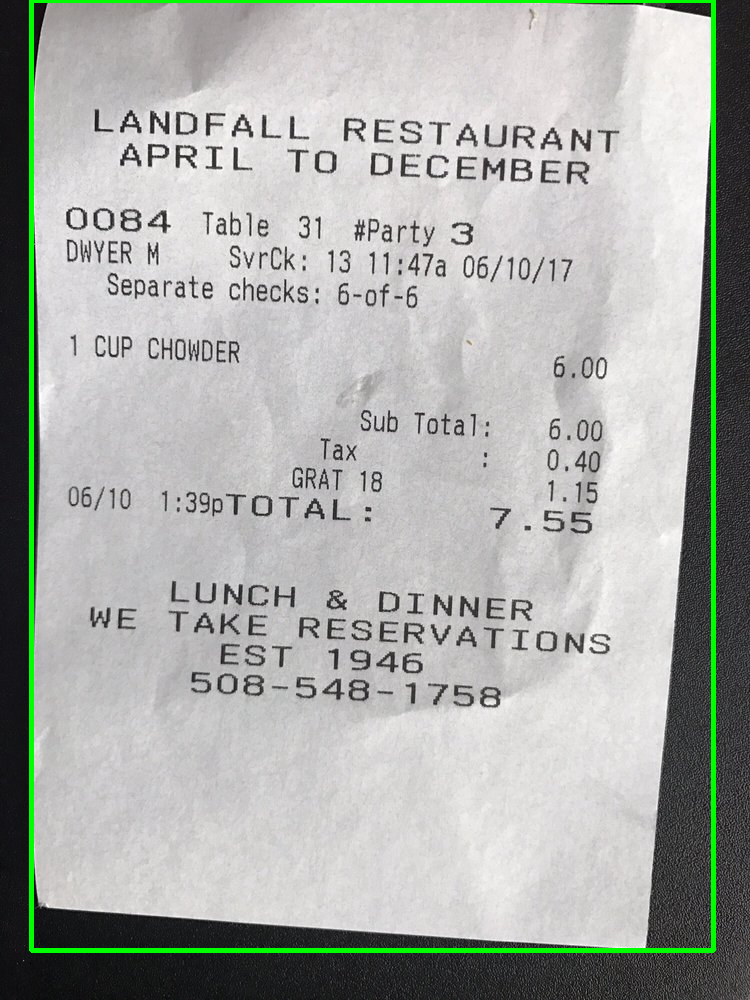 LANDFALL RESTAURANT
APRIL TO DECEMBER
0084 Table 31 #Party 3
DWYER M SvrCk: 13 11:47a 06/10/17
Separate checks: 6-of-6
1 CUP CHOWDER 6.00
Sub Total: 6.00
Tax : 0.40
GRAT 18 1.15
06/10 1:39pTOTAL: 7.55
LUNCH & DINNER
WE TAKE RESERVATIONS
EST 1946
508-548-1758